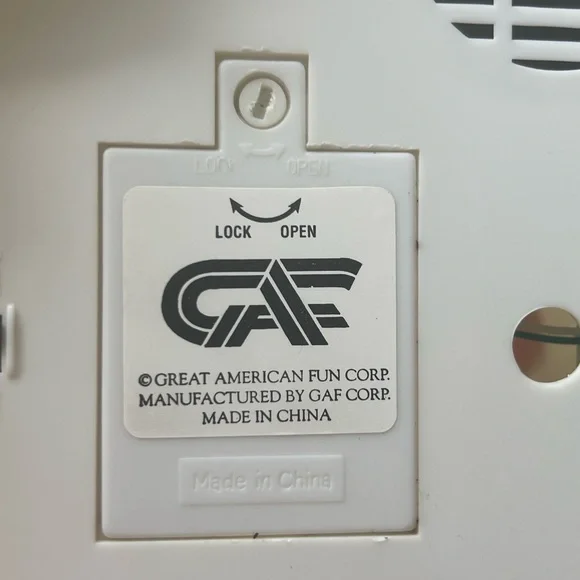 LOCK OPEN
LOCK OPEN
GAF
© GREAT AMERICAN FUN CORP.
MANUFACTURED BY GAF CORP.
MADE IN CHINA
Made in China